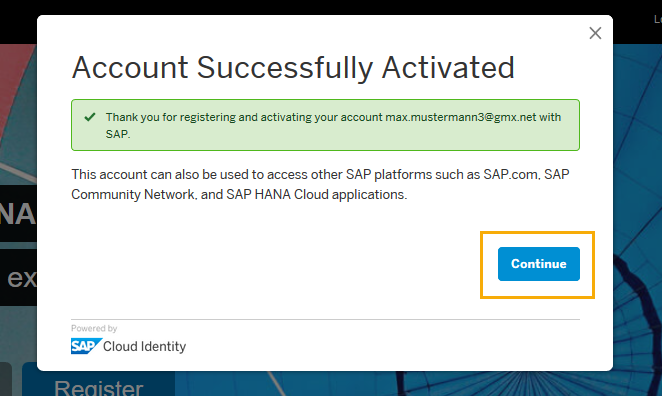 Account Successfully Activated
Thank you for registering and activating your account max.mustermann3@gmx.net with
SAP.
This account can also be used to access other SAP platforms such as SAP.com, SAP
Community Network, and SAP HANA Cloud applications.
NA
ex
Continue
Powered by
SAP Cloud Identity
Register